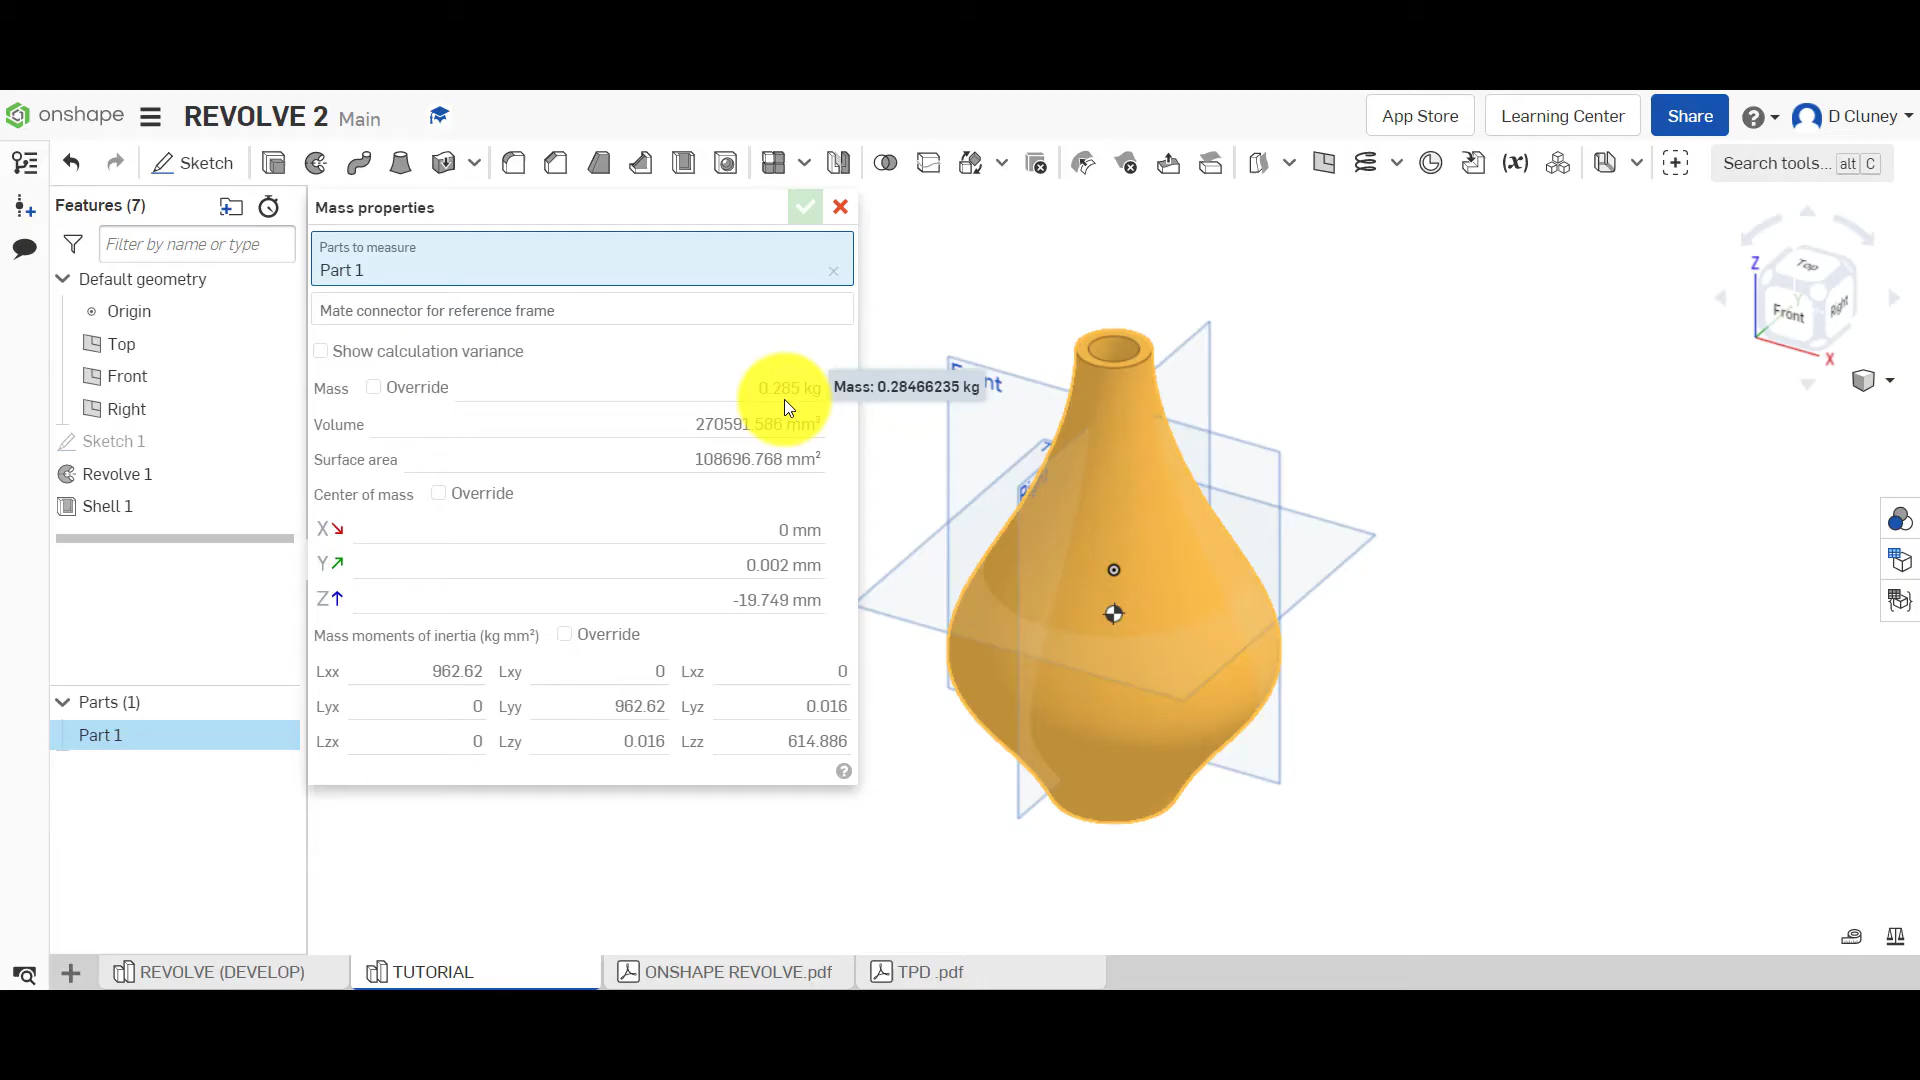 onshape
REVOLVE 2 Main
App Store
Learning Center
Share
D Cluney
Sketch
Search tools... alt C
Features (7)
Filter by name or type
Default geometry
Origin
Top
Front
Right
Sketch 1
Revolve 1
Shell 1
Parts (1)
Part 1
Mass properties
Parts to measure
Part 1
Mate connector for reference frame
Show calculation variance
Mass Override 0.285 kg
Mass: 0.28466235 kg
Volume 270591.586 mm³
Surface area 108696.768 mm²
Center of mass Override
X 0 mm
Y 0.002 mm
Z -19.749 mm
Mass moments of inertia (kg mm²) Override
Lxx 962.62 Lxy 0 Lxz 0
Lyx 0 Lyy 962.62 Lyz 0.016
Lzx 0 Lzy 0.016 Lzz 614.886
Z
Top
Y
Front
Right
X
REVOLVE (DEVELOP)
TUTORIAL
ONSHAPE REVOLVE.pdf
TPD .pdf